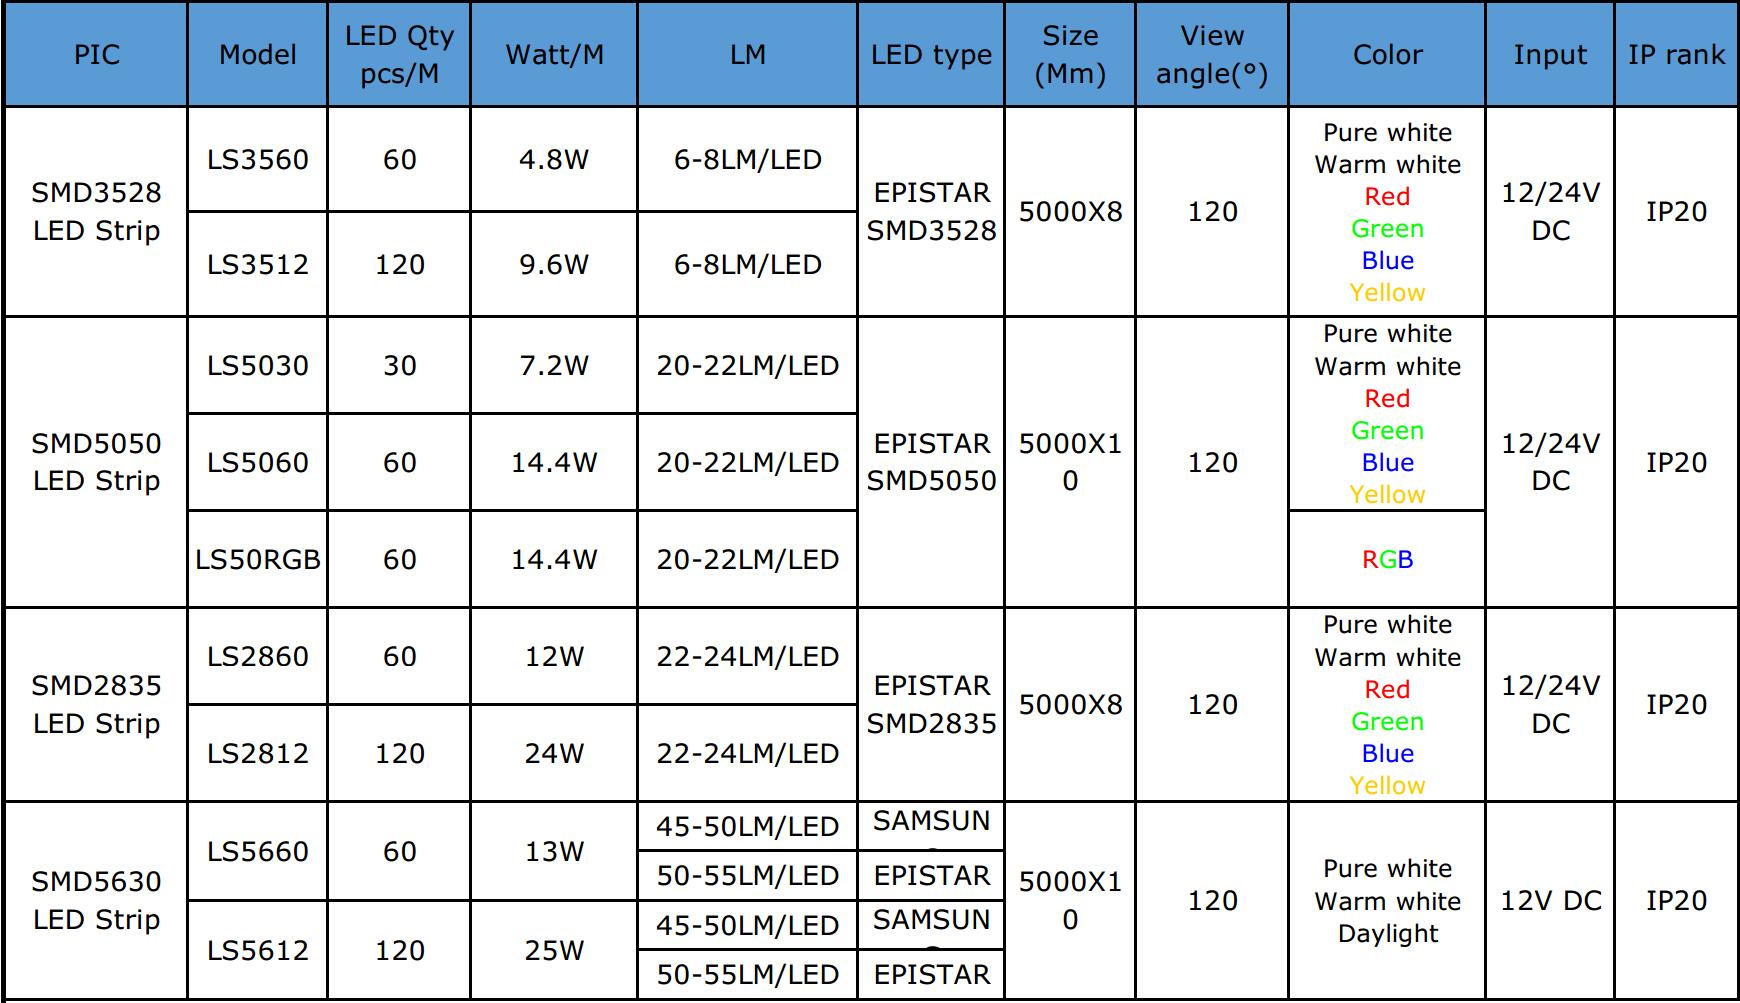 PIC
Model
LED Qty
pcs/M
Watt/M
LM
LED type
Size
(Mm)
View
angle(°)
Color
Input
IP rank
SMD3528
LED Strip
LS3560
60
4.8W
6-8LM/LED
EPISTAR
SMD3528
5000X8
120
Pure white
Warm white
Red
Green
Blue
Yellow
12/24V
DC
IP20
LS3512
120
9.6W
6-8LM/LED
SMD5050
LED Strip
LS5030
30
7.2W
20-22LM/LED
EPISTAR
SMD5050
5000X1
0
120
Pure white
Warm white
Red
Green
Blue
Yellow
12/24V
DC
IP20
LS5060
60
14.4W
20-22LM/LED
LS50RGB
60
14.4W
20-22LM/LED
RGB
SMD2835
LED Strip
LS2860
60
12W
22-24LM/LED
EPISTAR
SMD2835
5000X8
120
Pure white
Warm white
Red
Green
Blue
Yellow
12/24V
DC
IP20
LS2812
120
24W
22-24LM/LED
SMD5630
LED Strip
LS5660
60
13W
45-50LM/LED
SAMSUN
50-55LM/LED
EPISTAR
5000X1
0
120
Pure white
Warm white
Daylight
12V DC
IP20
LS5612
120
25W
45-50LM/LED
SAMSUN
50-55LM/LED
EPISTAR